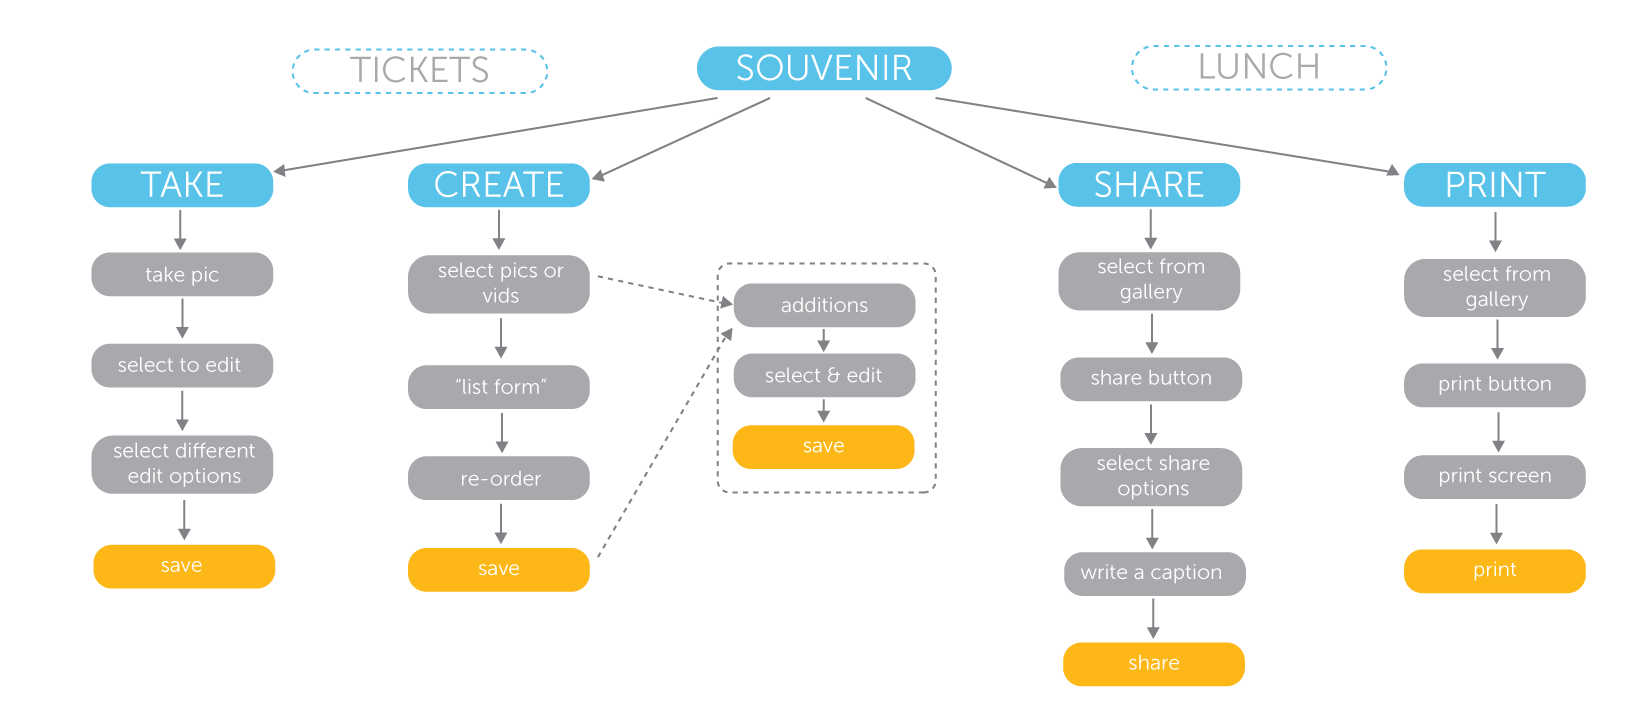 TICKETS
SOUVENIR
LUNCH
TAKE
take pic
select to edit
select different
edit options
save
CREATE
select pics or
vids
“list form”
re-order
save
additions
select & edit
save
SHARE
select from
gallery
share button
select share
options
write a caption
share
PRINT
select from
gallery
print button
print screen
print